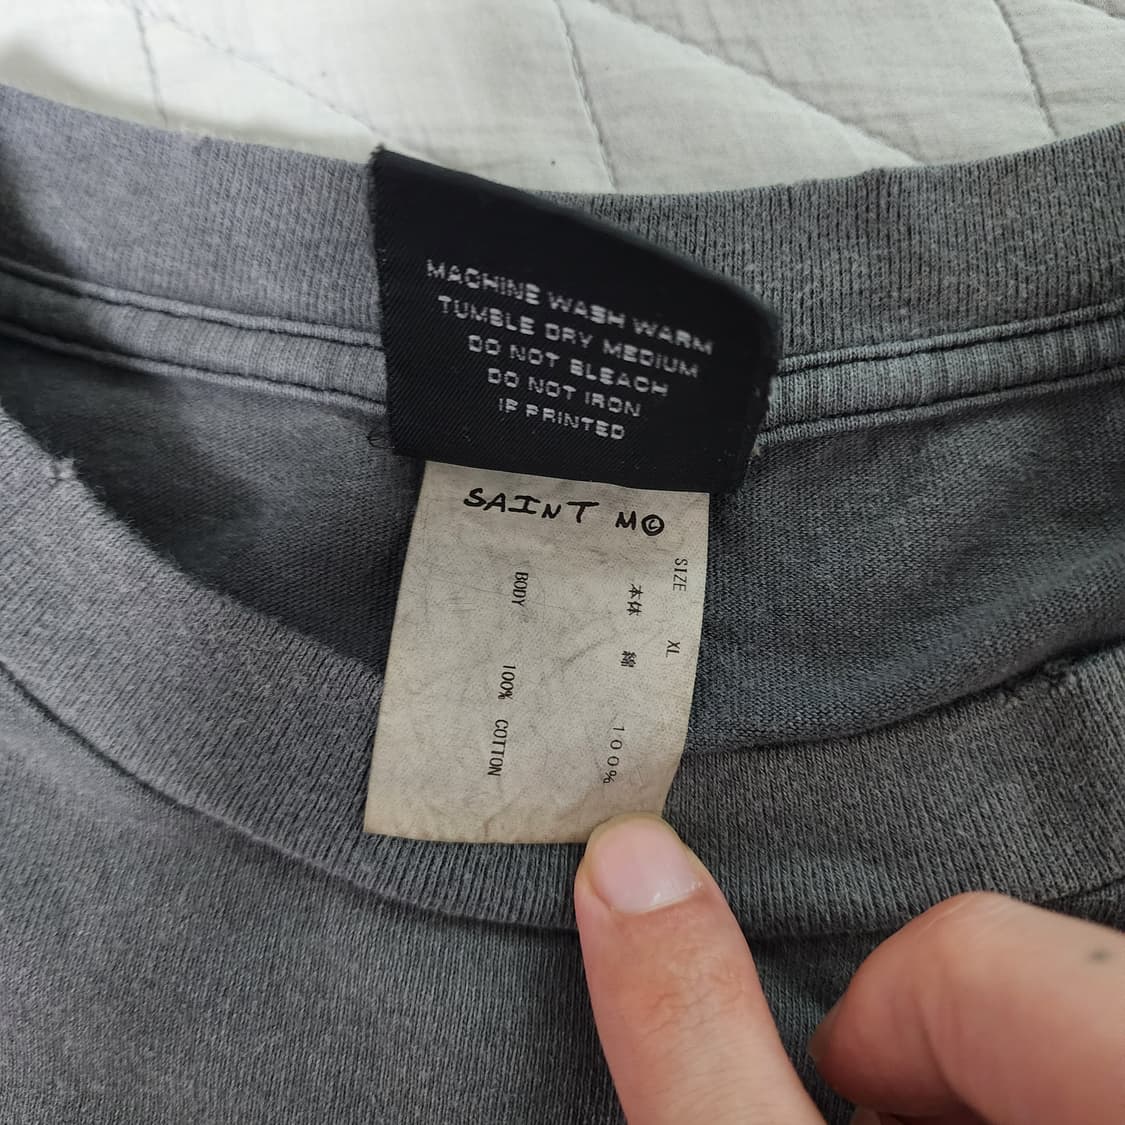 MACHINE WASH WARM
TUMBLE DRY MEDIUM
DO NOT BLEACH
DO NOT IRON
IF PRINTED
SAINT M©
SIZE XL
本体 綿 100%
BODY 100% COTTON